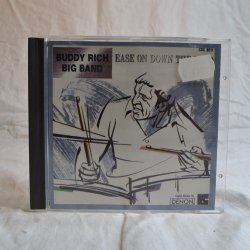 BUDDY RICH
BIG BAND
EASE ON DOWN THE
DENON